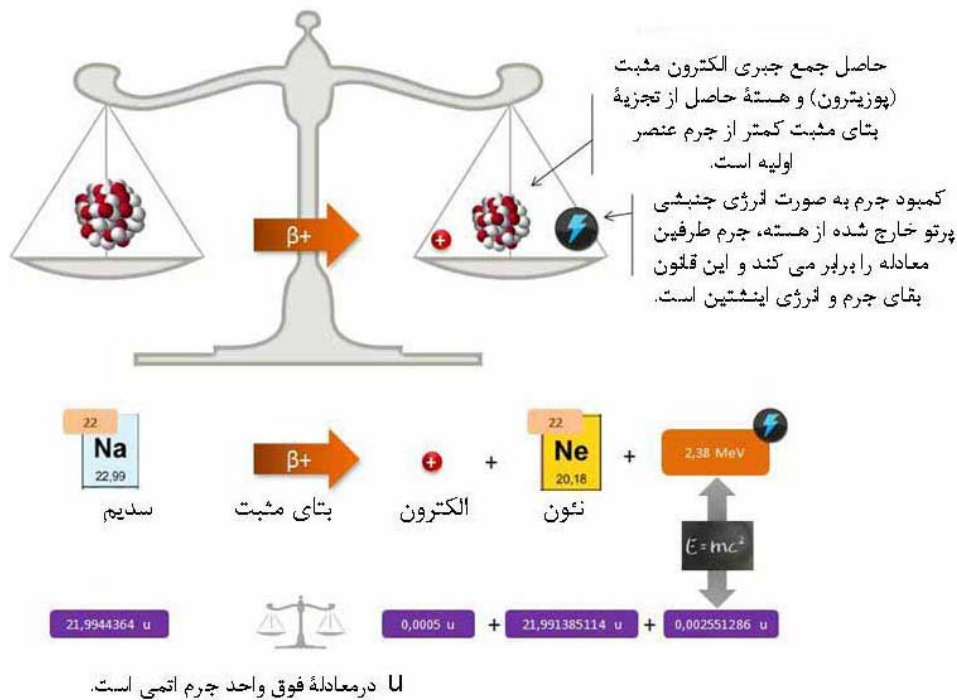 حاصل جمع جبری الکترون مثبت
(پوزیترون) و هستهٔ حاصل از تجزیهٔ
بتای مثبت کمتر از جرم عنصر
اولیه است.
کمبود جرم به صورت انرژی جنبشی
پرتو خارج شده از هسته، جرم طرفین
معادله را برابر می کند و این قانون
بقای جرم و انرژی اینشتین است.
β+
+
22
Na
22,99
β+
+
+
22
Ne
20,18
+
2,38 MeV
سدیم
بتای مثبت
الکترون
نئون
E=mc²
21,9944364 u
0,0005 u
+
21,991385114 u
+
0,002551286 u
u درمعادلهٔ فوق واحد جرم اتمی است.